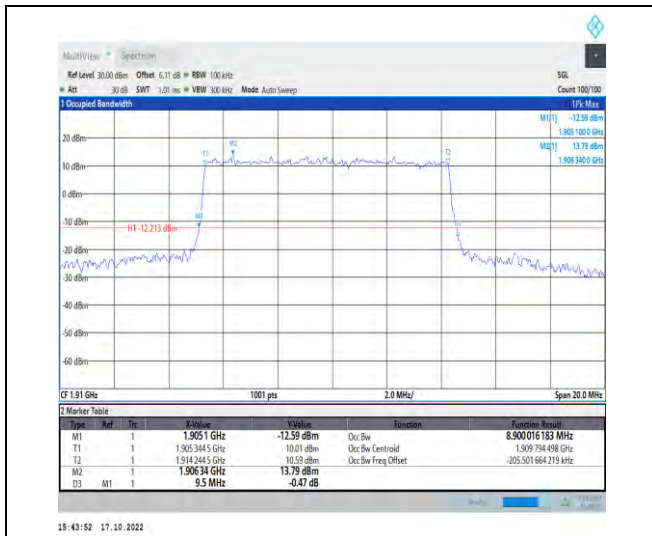 MultiView Spectrum
Ref Level 30.00 dBm Offset 6.11 dB RBW 100 kHz SGL
Att 30 dB SWT 1.01 ms VBW 300 kHz Mode Auto Sweep Count 100/100
1 Occupied Bandwidth 1Pk Max
M1[1] -12.59 dBm
1.905 100 0 GHz
M2[1] 13.79 dBm
1.906 340 0 GHz
20 dBm
T1 M2 T2
10 dBm
0 dBm
M1
-10 dBm
H1 -12.213 dBm
-20 dBm
-30 dBm
-40 dBm
-50 dBm
-60 dBm
CF 1.91 GHz 1001 pts 2.0 MHz/ Span 20.0 MHz
2 Marker Table
Type Ref Trc X-Value Y-Value Function Function Result
M1 1 1.9051 GHz -12.59 dBm Occ Bw 8.900 016 183 MHz
T1 1 1.905 344 5 GHz 10.01 dBm Occ Bw Centroid 1.909 794 498 GHz
T2 1 1.914 244 5 GHz 10.59 dBm Occ Bw Freq Offset -205.501 664 219 kHz
M2 1 1.90634 GHz 13.79 dBm
D3 M1 1 9.5 MHz -0.47 dB
15:43:52 17.10.2022